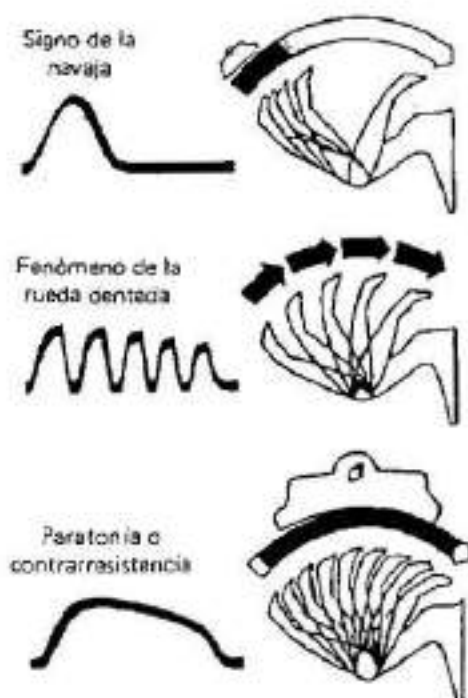 Signo de la
navaja
Fenómeno de la
rueda dentada
Paratonía o
contrarresistencia